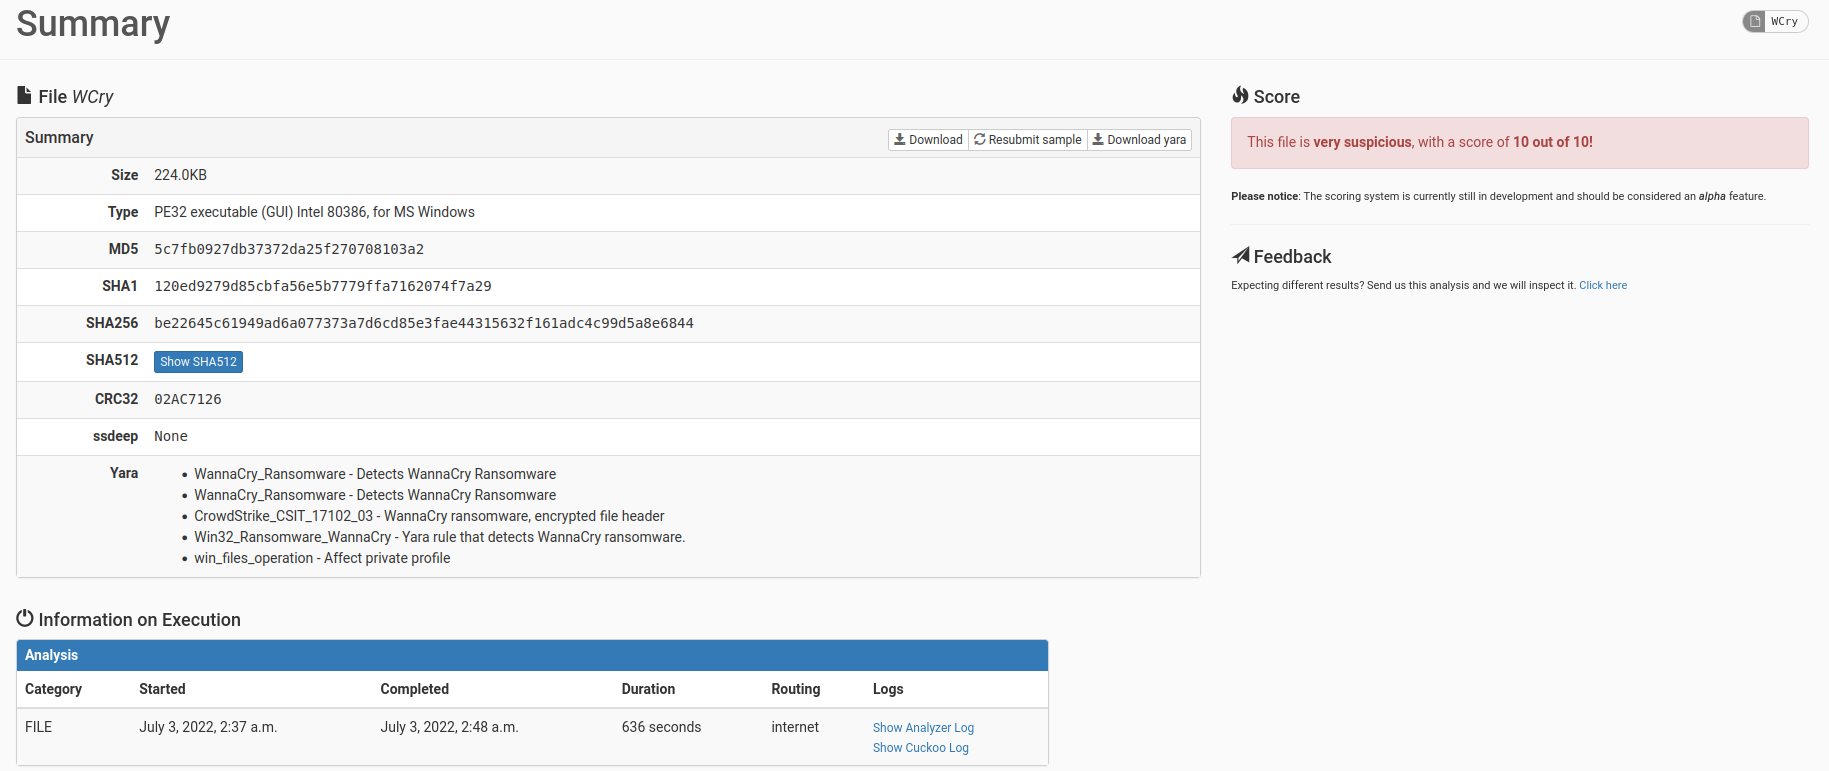 Summary
WCry
File WCry
Summary
Download
Resubmit sample
Download yara
Size 224.0KB
Type PE32 executable (GUI) Intel 80386, for MS Windows
MD5 5c7fb0927db37372da25f270708103a2
SHA1 120ed9279d85cbfa56e5b7779ffa7162074f7a29
SHA256 be22645c61949ad6a077373a7d6cd85e3fae44315632f161adc4c99d5a8e6844
SHA512 Show SHA512
CRC32 02AC7126
ssdeep None
Yara
• WannaCry_Ransomware - Detects WannaCry Ransomware
• WannaCry_Ransomware - Detects WannaCry Ransomware
• CrowdStrike_CSIT_17102_03 - WannaCry ransomware, encrypted file header
• Win32_Ransomware_WannaCry - Yara rule that detects WannaCry ransomware.
• win_files_operation - Affect private profile
Score
This file is very suspicious, with a score of 10 out of 10!
Please notice: The scoring system is currently still in development and should be considered an alpha feature.
Feedback
Expecting different results? Send us this analysis and we will inspect it. Click here
Information on Execution
Analysis
Category Started Completed Duration Routing Logs
FILE July 3, 2022, 2:37 a.m. July 3, 2022, 2:48 a.m. 636 seconds internet Show Analyzer Log
Show Cuckoo Log